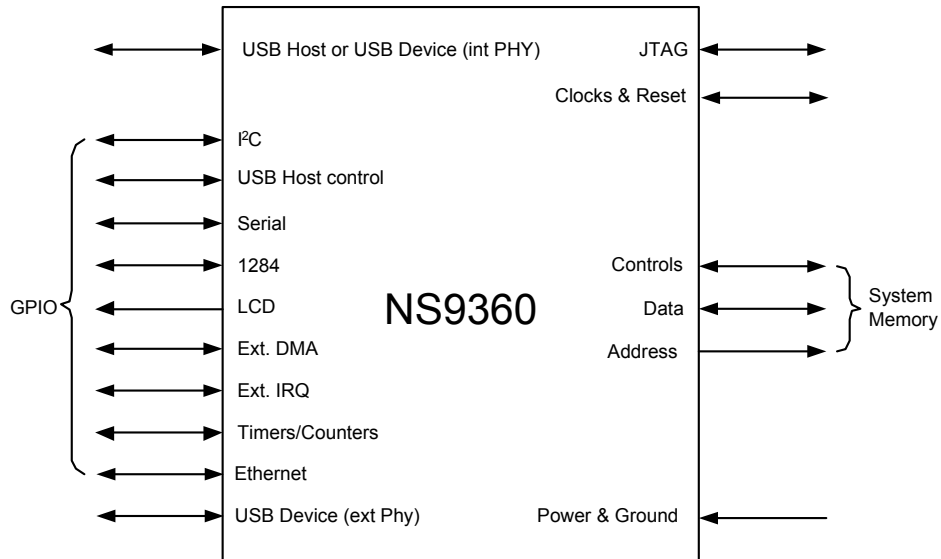 USB Host or USB Device (int PHY)
JTAG
Clocks & Reset
I²C
USB Host control
Serial
1284
Controls
GPIO
LCD
NS9360
Data
System
Memory
Ext. DMA
Address
Ext. IRQ
Timers/Counters
Ethernet
USB Device (ext Phy)
Power & Ground